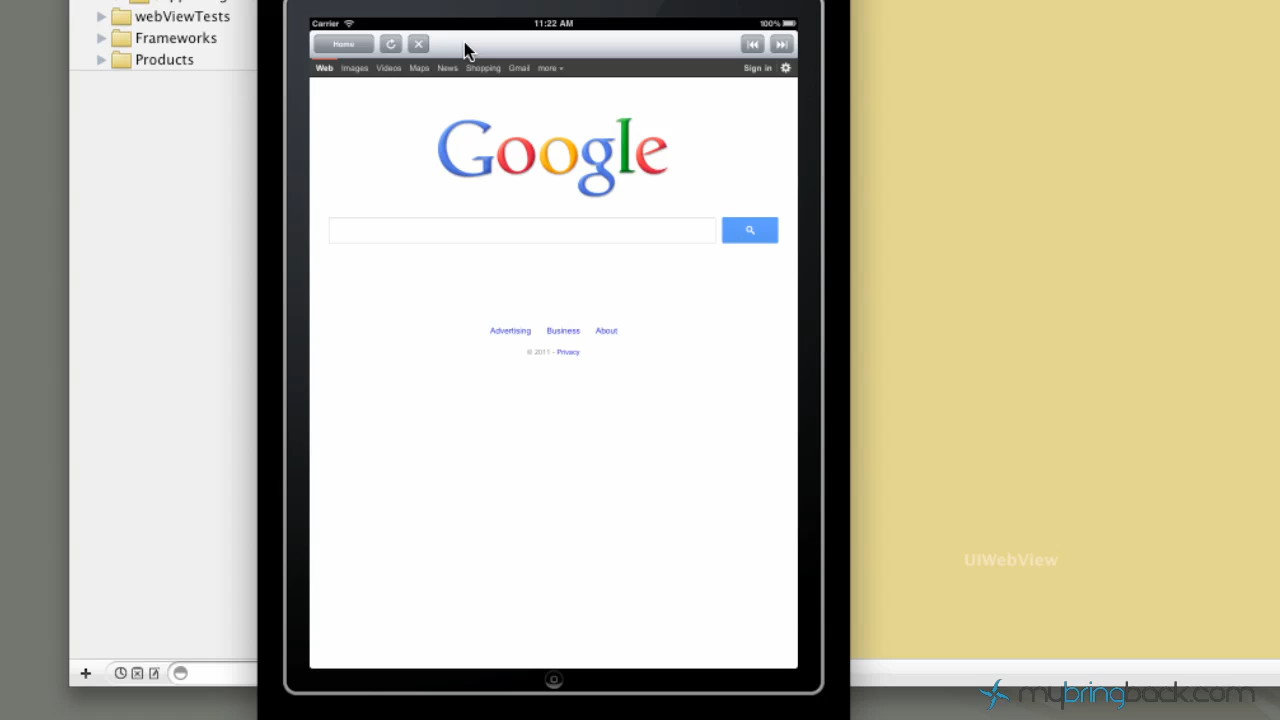 webViewTests
Frameworks
Products
Carrier 11:22 AM 100%
Home
Web Images Videos Maps News Shopping Gmail more Sign in
Google
Advertising Business About
© 2011 - Privacy
UIWebView
mybringback.com